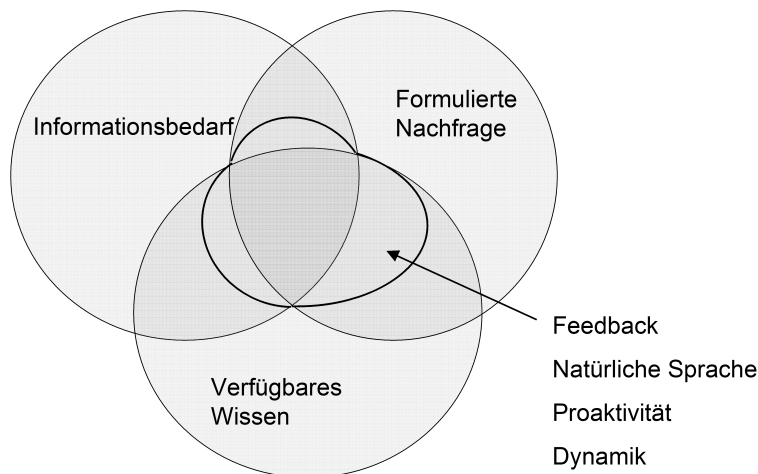 Informationsbedarf
Formulierte
Nachfrage
Verfügbares
Wissen
Feedback
Natürliche Sprache
Proaktivität
Dynamik